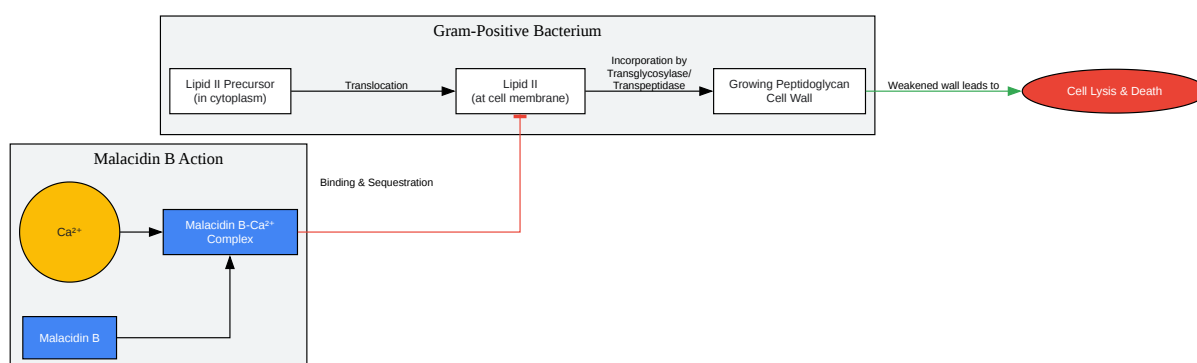 Gram-Positive Bacterium
Lipid II Precursor
(in cytoplasm)
Translocation
Lipid II
(at cell membrane)
Incorporation by
Transglycosylase/
Transpeptidase
Growing Peptidoglycan
Cell Wall
Weakened wall leads to
Cell Lysis & Death
Malacidin B Action
Binding & Sequestration
Ca²⁺
Malacidin B-Ca²⁺
Complex
Malacidin B